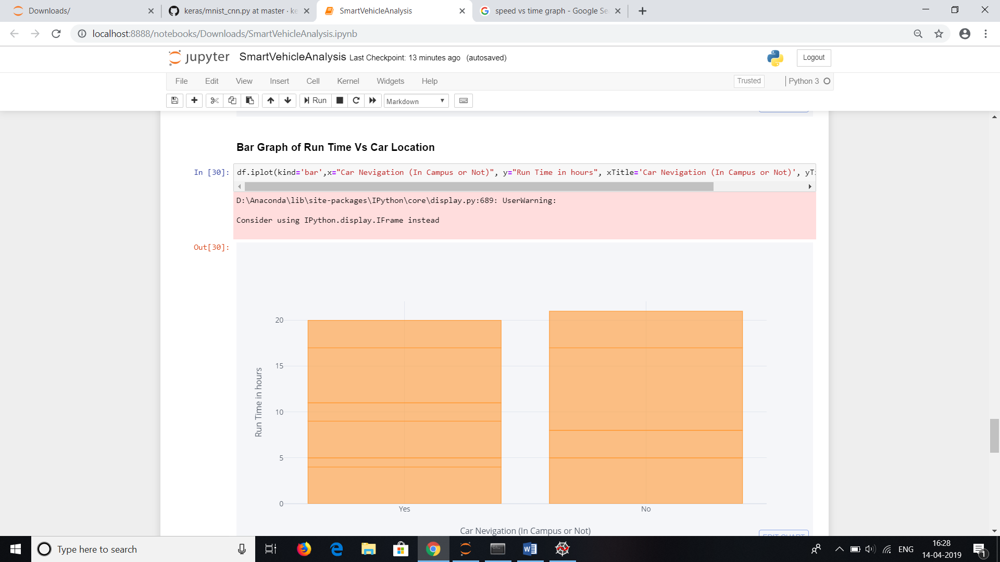 Downloads/
keras/mnist_cnn.py at master · ke
SmartVehicleAnalysis
speed vs time graph - Google Se
localhost:8888/notebooks/Downloads/SmartVehicleAnalysis.ipynb
jupyter SmartVehicleAnalysis Last Checkpoint: 13 minutes ago (autosaved)
Logout
File Edit View Insert Cell Kernel Widgets Help
Trusted
Python 3
Run
Markdown
Bar Graph of Run Time Vs Car Location
In [30]: df.iplot(kind='bar',x="Car Nevigation (In Campus or Not)", y="Run Time in hours", xTitle='Car Nevigation (In Campus or Not)', yTi
D:\Anaconda\lib\site-packages\IPython\core\display.py:689: UserWarning:
Consider using IPython.display.IFrame instead
Out[30]:
20
15
10
5
0
Run Time in hours
Yes
No
Car Nevigation (In Campus or Not)
EDIT CHART
Type here to search
ENG
16:28
14-04-2019
1